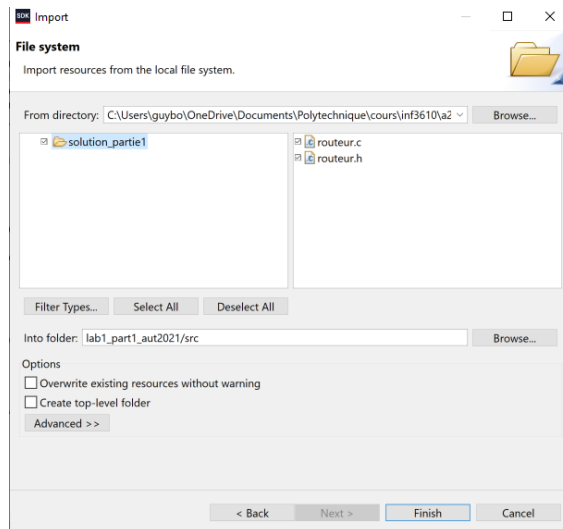 SDK Import
File system
Import resources from the local file system.
From directory: C:\Users\guybo\OneDrive\Documents\Polytechnique\cours\inf3610\a2 Browse...
solution_partie1
routeur.c
routeur.h
Filter Types... Select All Deselect All
Into folder: lab1_part1_aut2021/src Browse...
Options
Overwrite existing resources without warning
Create top-level folder
Advanced >>
< Back Next > Finish Cancel